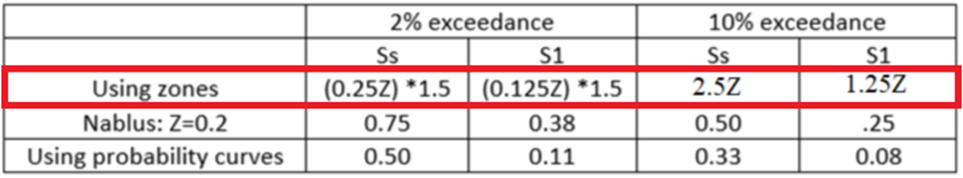 2% exceedance 10% exceedance
Ss S1 Ss S1
Using zones (0.25Z) *1.5 (0.125Z) *1.5 2.5Z 1.25Z
Nablus: Z=0.2 0.75 0.38 0.50 .25
Using probability curves 0.50 0.11 0.33 0.08